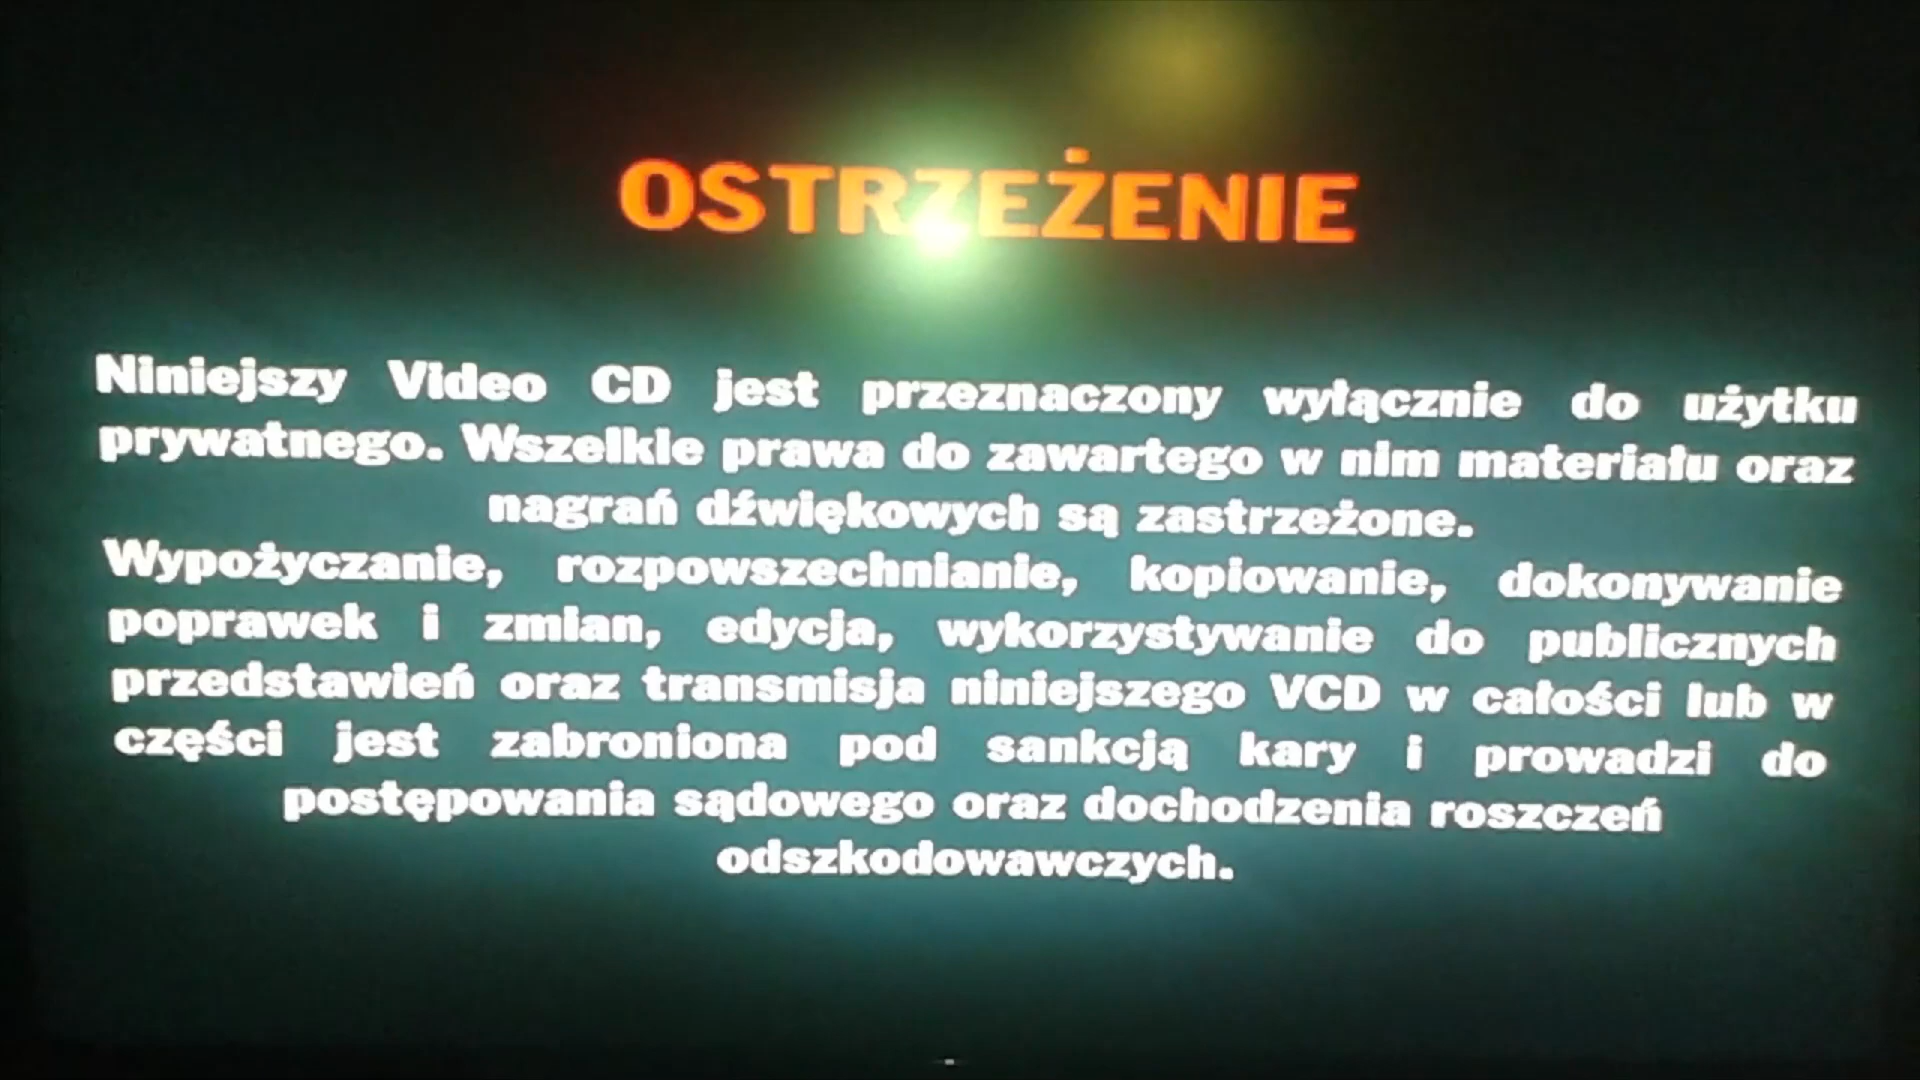 OSTRZEŻENIE
Niniejszy Video CD jest przeznaczony wyłącznie do użytku
prywatnego. Wszelkie prawa do zawartego w nim materiału oraz
nagrań dźwiękowych są zastrzeżone.
Wypożyczanie, rozpowszechnianie, kopiowanie, dokonywanie
poprawek i zmian, edycja, wykorzystywanie do publicznych
przedstawień oraz transmisja niniejszego VCD w całości lub w
części jest zabroniona pod sankcją kary i prowadzi do
postępowania sądowego oraz dochodzenia roszczeń
odszkodowawczych.